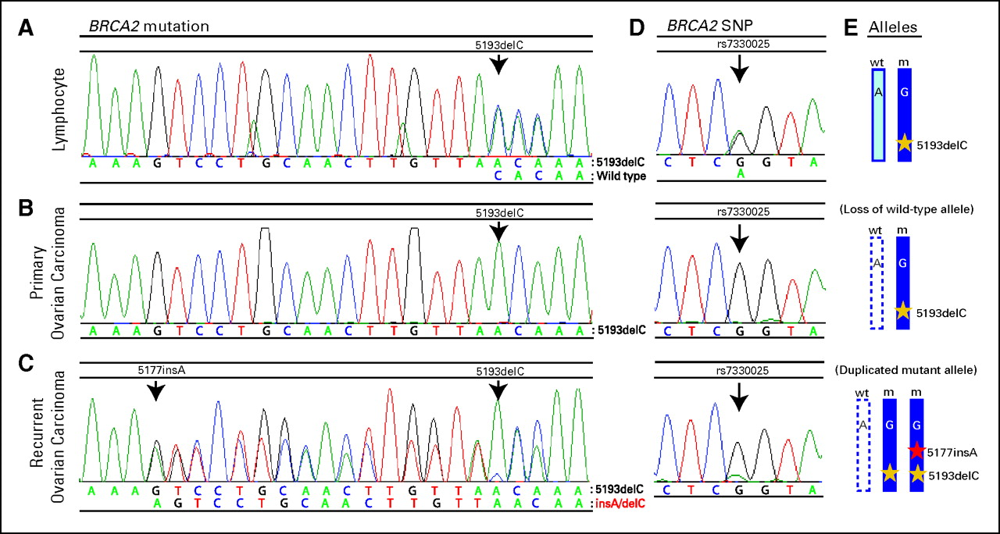 A BRCA2 mutation
5193delC
Lymphocyte
A A A G T C C T G C A A C T T G T T A A C A A A : 5193delC
C A C A A : Wild type
B
5193delC
Primary
Ovarian Carcinoma
A A A G T C C T G C A A C T T G T T A A C A A A : 5193delC
C
5177insA 5193delC
Recurrent
Ovarian Carcinoma
A A A G T C C T G C A A C T T G T T A A C A A A : 5193delC
A G T C C T G C A A C T T G T T A A C A A : insA/delC
D BRCA2 SNP
rs7330025
C T C G G T A
A
rs7330025
C T C G G T A
rs7330025
C T C G G T A
E Alleles
wt m
A G
5193delC
(Loss of wild-type allele)
wt m
A G
5193delC
(Duplicated mutant allele)
wt m m
A G G
5177insA
5193delC